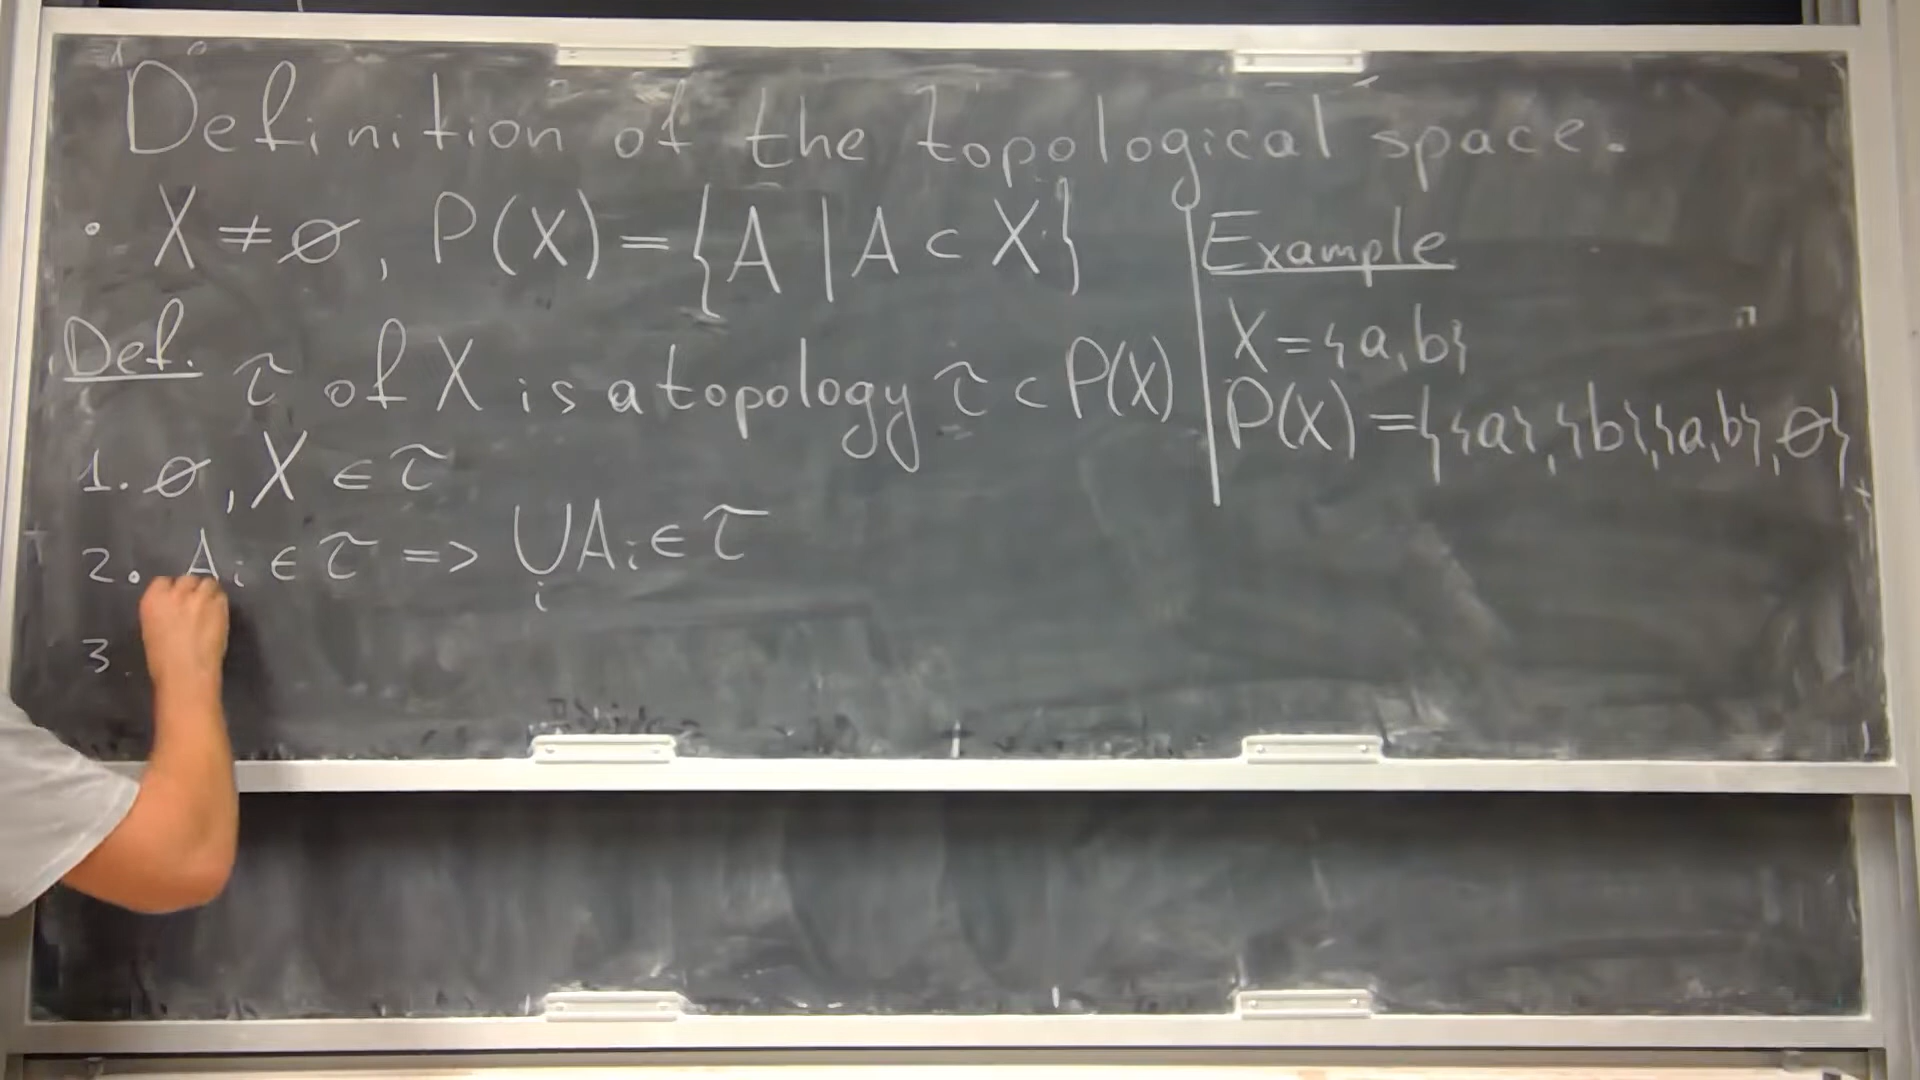 Definition of the topological space.
• X ≠ ∅, P(X) = {A | A ⊂ X}
Def. τ of X is a topology τ ⊂ P(X)
1. ∅, X ∈ τ
2. Aᵢ ∈ τ => ⋃ᵢ Aᵢ ∈ τ
3.
Example
X = {a, b}
P(X) = {{a}, {b}, {a, b}, ∅}